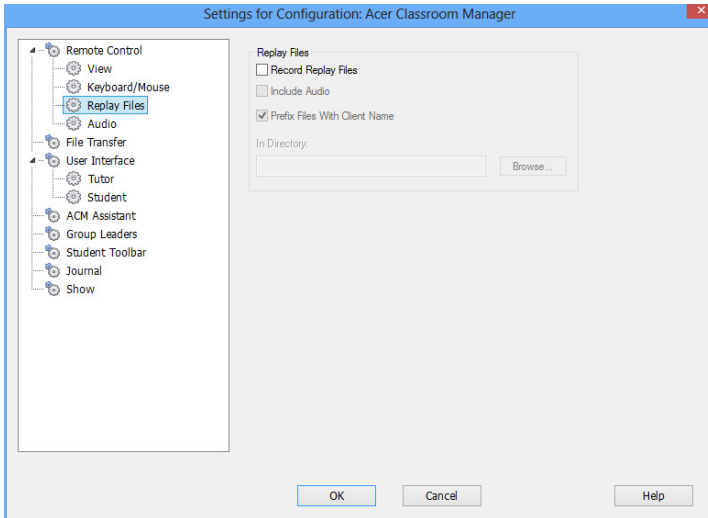 Settings for Configuration: Acer Classroom Manager
Remote Control
View
Keyboard/Mouse
Replay Files
Audio
File Transfer
User Interface
Tutor
Student
ACM Assistant
Group Leaders
Student Toolbar
Journal
Show
Replay Files
Record Replay Files
Include Audio
Prefix Files With Client Name
In Directory:
Browse...
OK
Cancel
Help